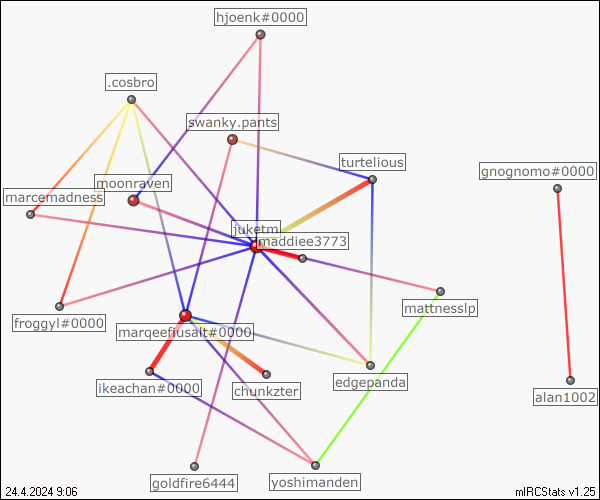 hjoenk#0000
.cosbro
swanky.pants
turtelious
gnognomo#0000
moonraven
marcemadness
juketm
maddiee3773
mattnesslp
froggyl#0000
marqeefiusalt#0000
edgepanda
ikeachan#0000
chunkzter
alan1002
goldfire6444
yoshimanden
24.4.2024 9:06
mIRCStats v1.25